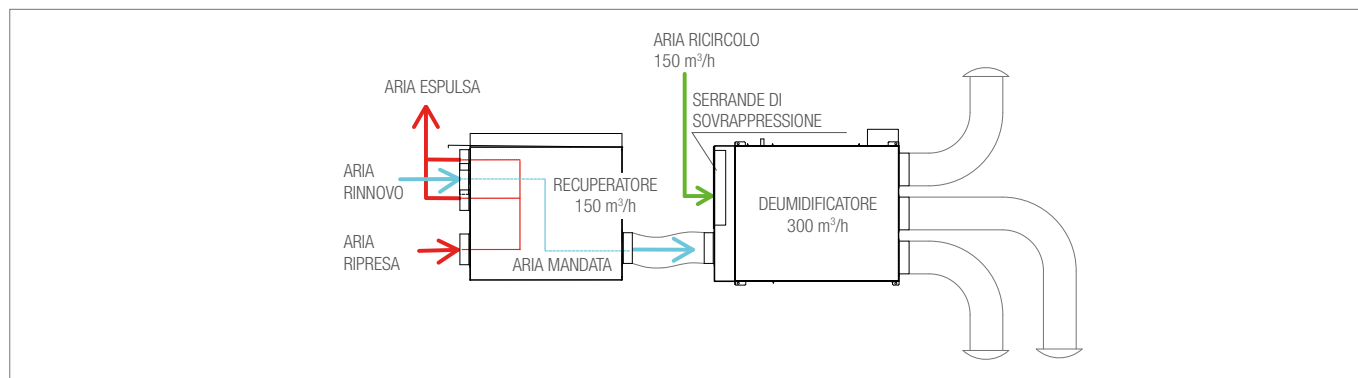 ARIA RICIRCOLO
150 m³/h
ARIA ESPULSA
SERRANDE DI
SOVRAPPRESSIONE
ARIA
RINNOVO
RECUPERATORE
150 m³/h
DEUMIDIFICATORE
300 m³/h
ARIA
RIPRESA
ARIA MANDATA